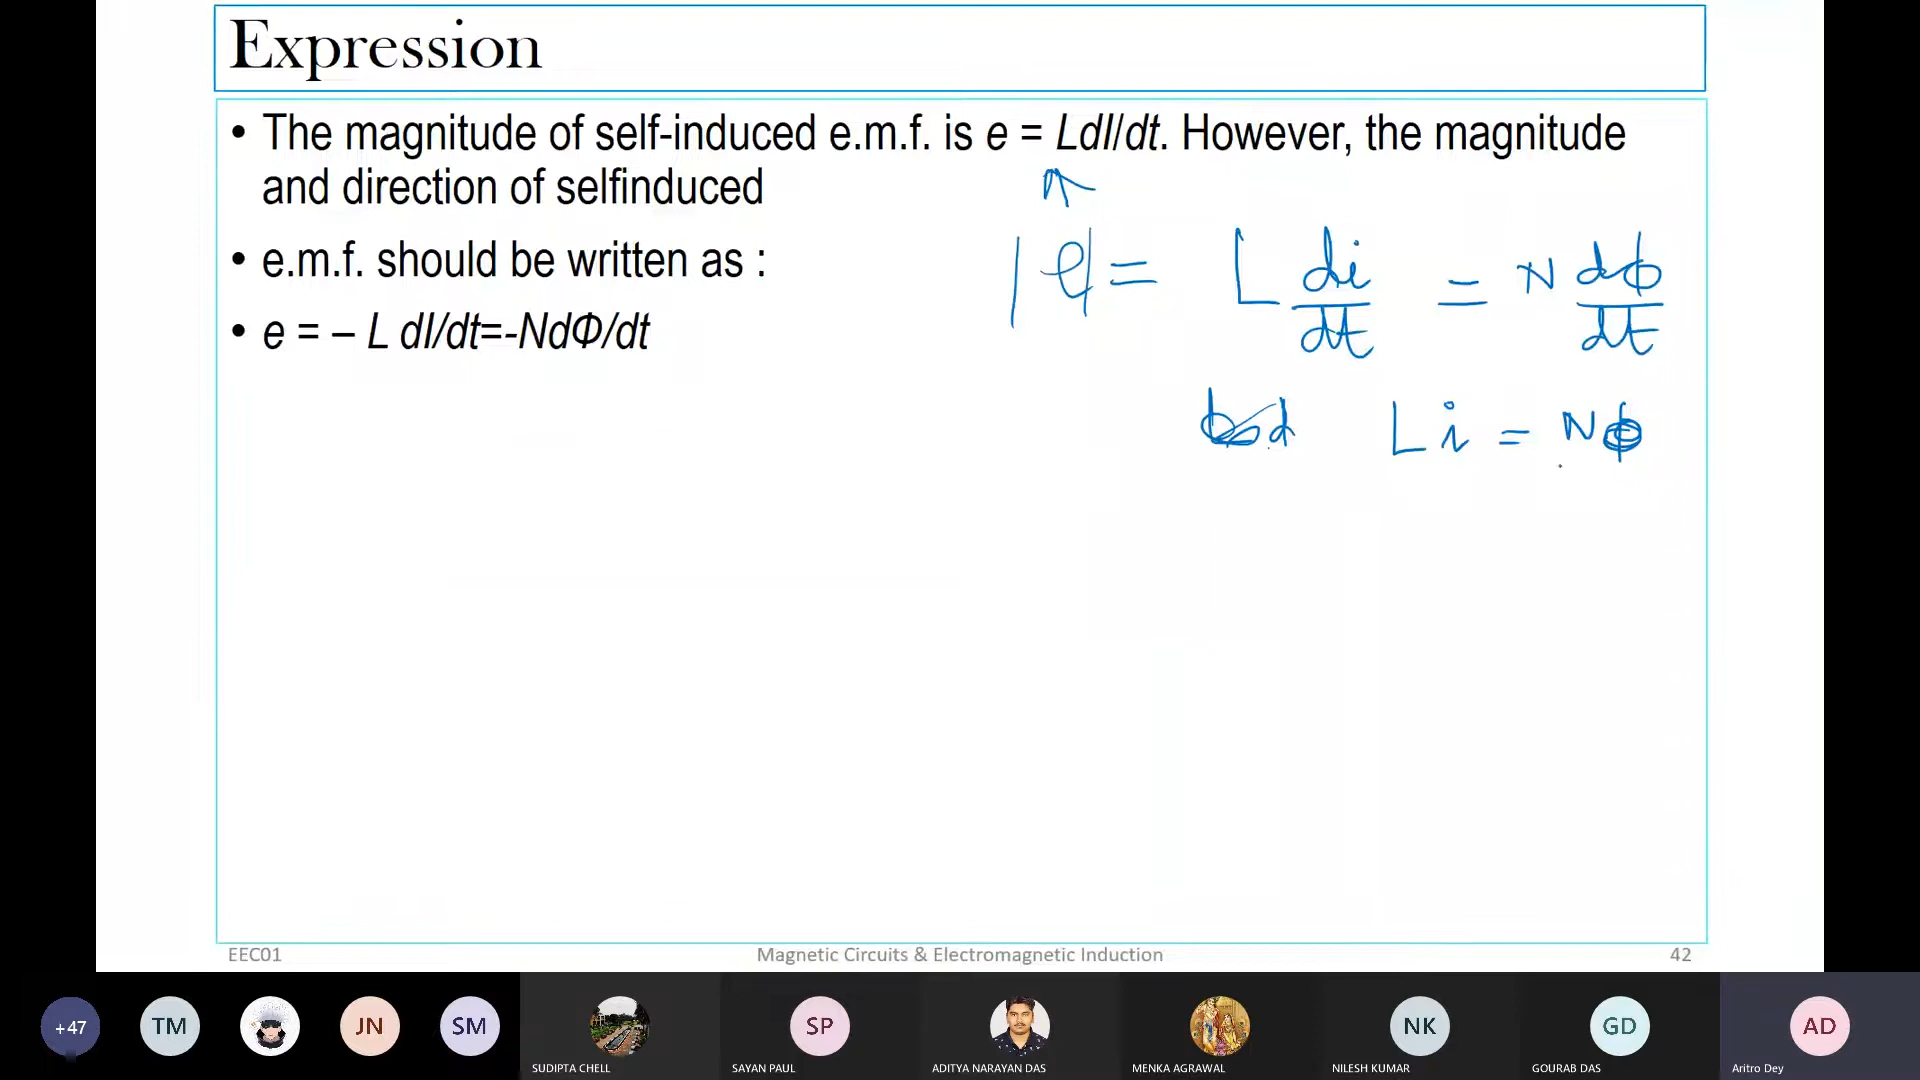 Expression
• The magnitude of self-induced e.m.f. is e = LdI/dt. However, the magnitude
and direction of selfinduced
• e.m.f. should be written as :
• e = – L dI/dt=-NdΦ/dt
|e| = L di/dt = N dϕ/dt
Li = Nϕ
EEC01 Magnetic Circuits & Electromagnetic Induction 42
+47 TM JN SM SP NK GD AD
SUDIPTA CHELL SAYAN PAUL ADITYA NARAYAN DAS MENKA AGRAWAL NILESH KUMAR GOURAB DAS Aritro Dey